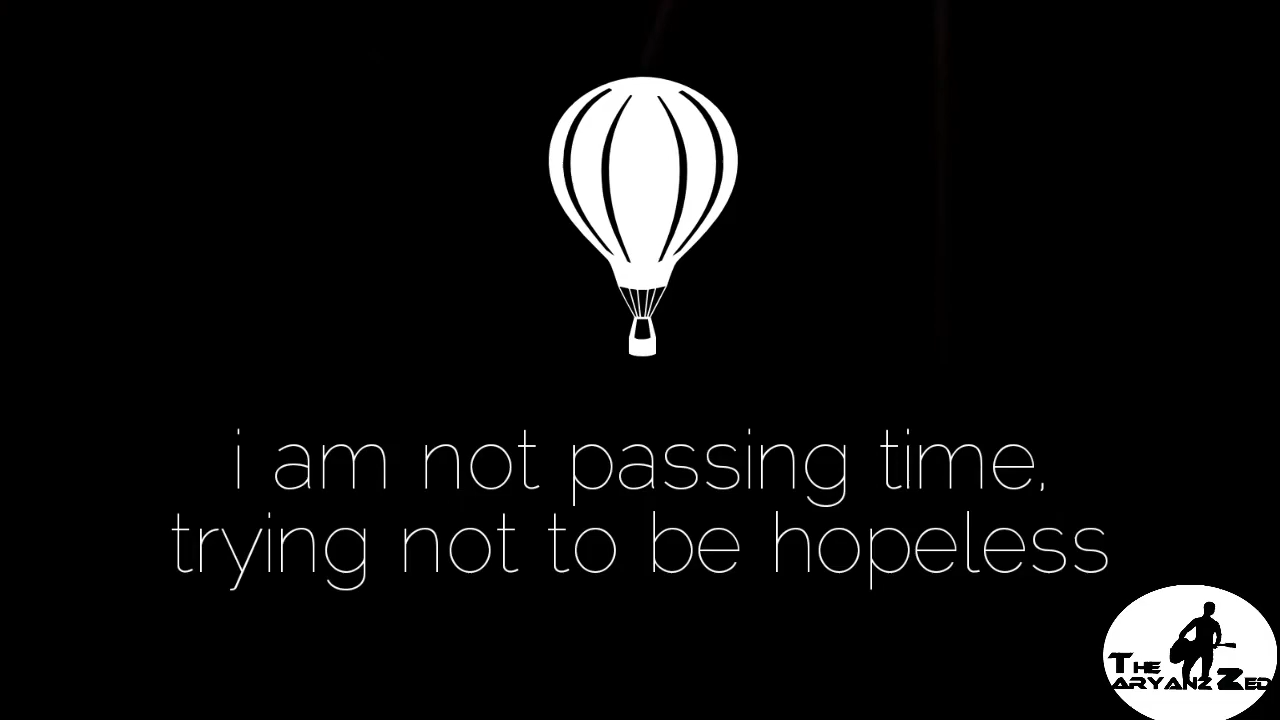 i am not passing time,
trying not to be hopeless
THE
ARYANZ ZED